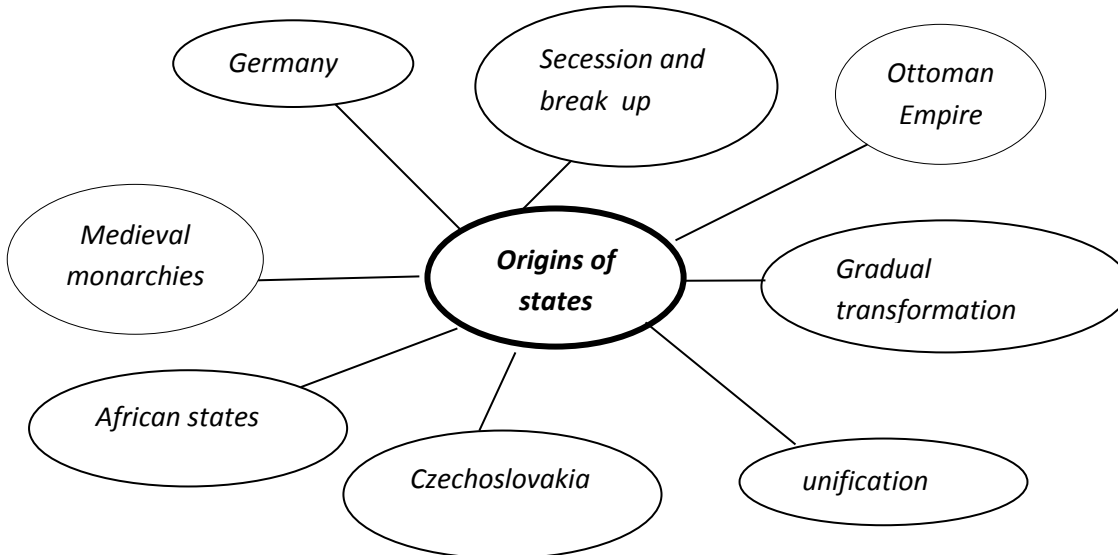 Germany
Secession and
break up
Ottoman
Empire
Medieval
monarchies
Origins of
states
Gradual
transformation
African states
Czechoslovakia
unification